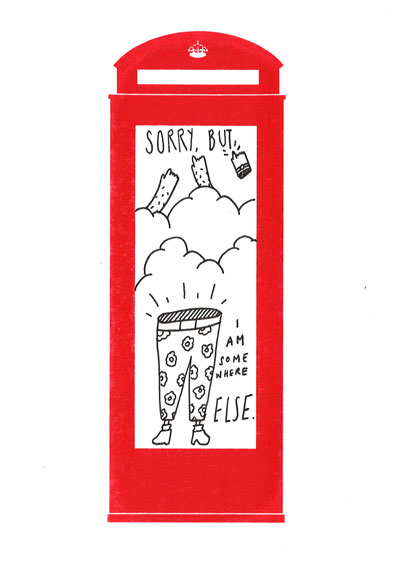 SORRY, BUT,
I
AM
SOME
WHERE
ELSE.